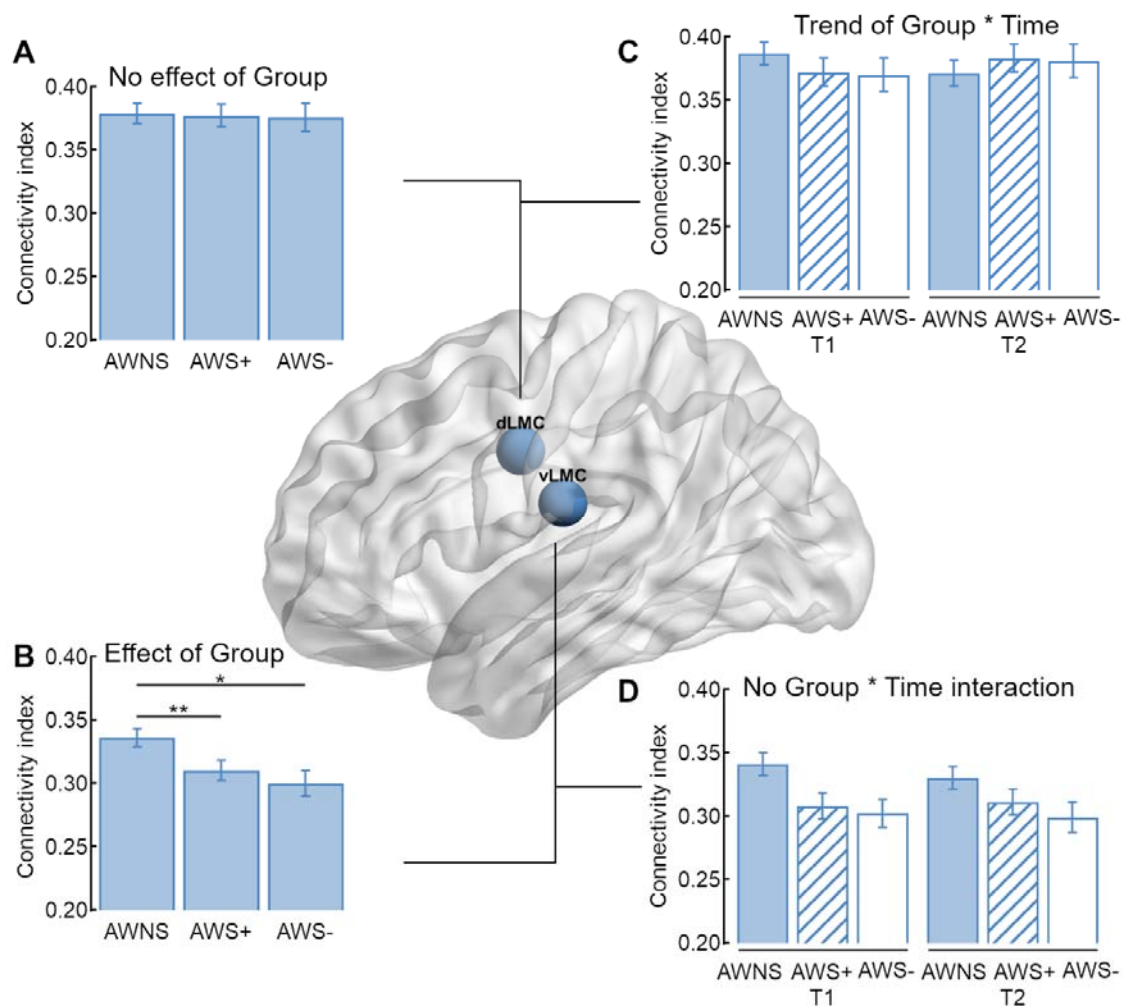 A
No effect of Group
Connectivity index
0.40
0.35
0.30
0.25
0.20
AWNS AWS+ AWS-
C
Trend of Group * Time
Connectivity index
0.40
0.35
0.30
0.25
0.20
AWNS AWS+ AWS- AWNS AWS+ AWS-
T1 T2
dLMC
vLMC
B
Effect of Group
Connectivity index
0.40
0.35
0.30
0.25
0.20
*
**
AWNS AWS+ AWS-
D
No Group * Time interaction
Connectivity index
0.40
0.35
0.30
0.25
0.20
AWNS AWS+ AWS- AWNS AWS+ AWS-
T1 T2